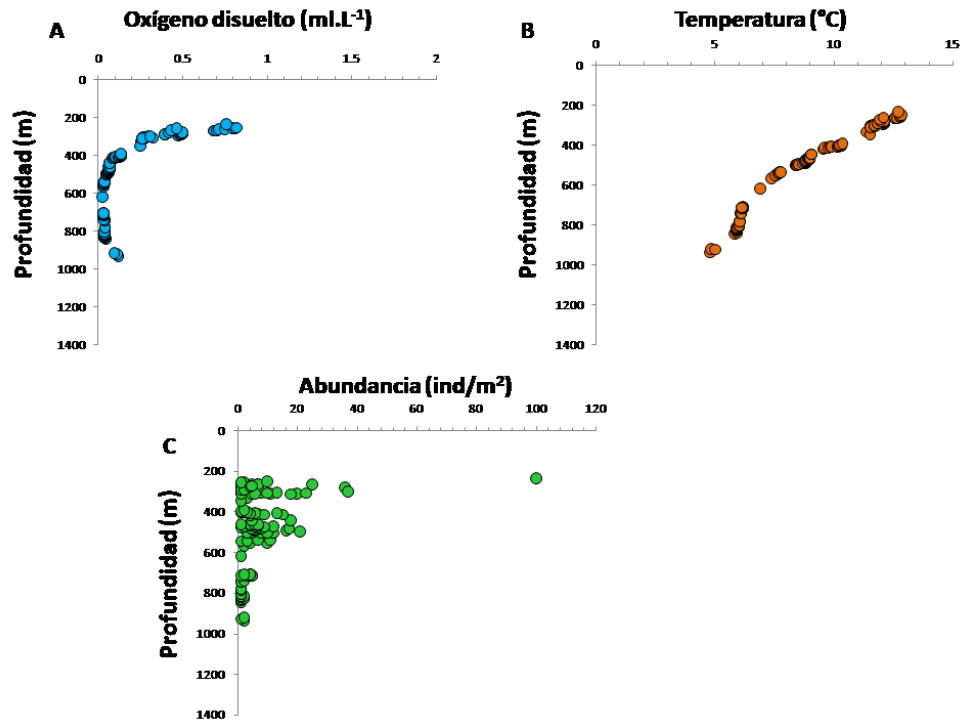 Oxígeno disuelto (ml.L⁻¹)
A
0 0.5 1 1.5 2
0
200
400
600
800
1000
1200
1400
Profundidad (m)
Temperatura (°C)
B
0 5 10 15
0
200
400
600
800
1000
1200
1400
Profundidad (m)
Abundancia (ind/m²)
0 20 40 60 80 100 120
C
0
200
400
600
800
1000
1200
1400
Profundidad (m)